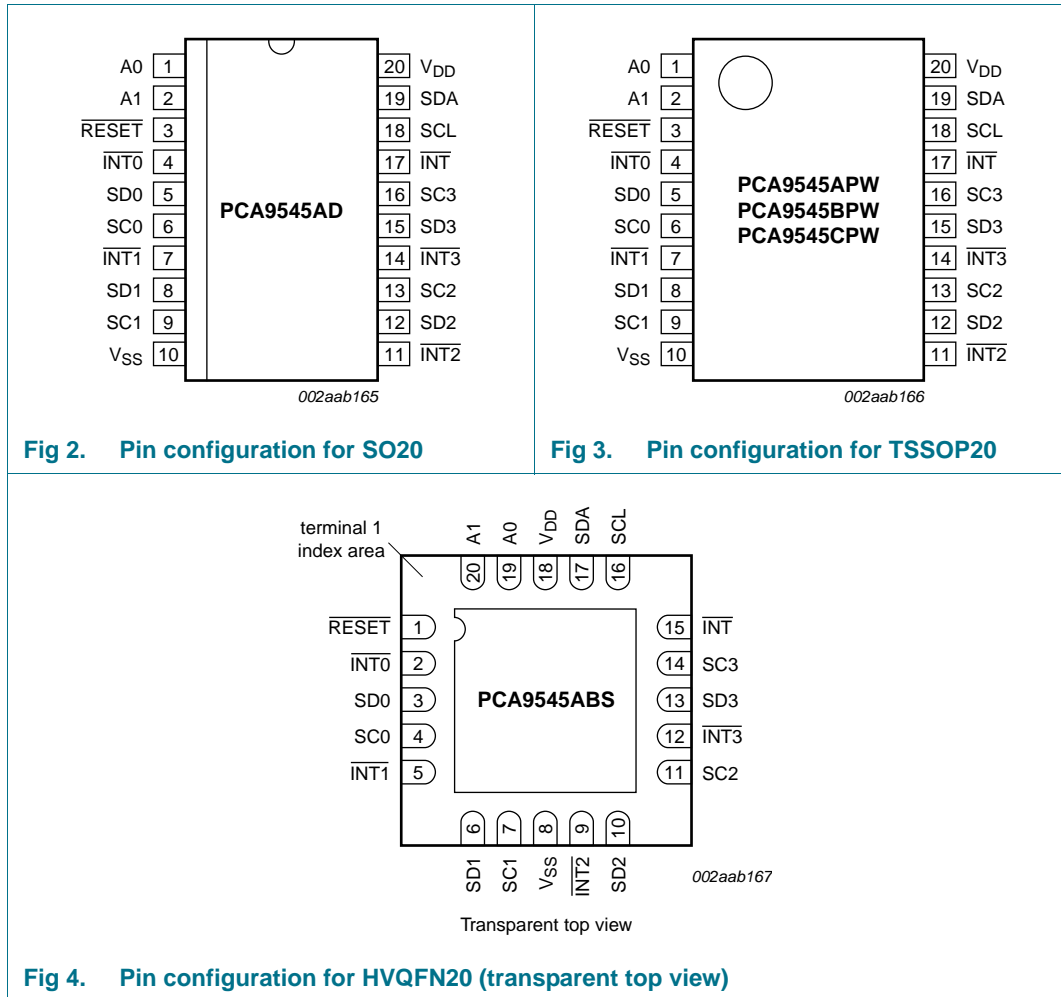 A0 1
A1 2
RESET 3
INT0 4
SD0 5
SC0 6
INT1 7
SD1 8
SC1 9
VSS 10
PCA9545AD
20 VDD
19 SDA
18 SCL
17 INT
16 SC3
15 SD3
14 INT3
13 SC2
12 SD2
11 INT2
002aab165
Fig 2. Pin configuration for SO20
A0 1
A1 2
RESET 3
INT0 4
SD0 5
SC0 6
INT1 7
SD1 8
SC1 9
VSS 10
PCA9545APW
PCA9545BPW
PCA9545CPW
20 VDD
19 SDA
18 SCL
17 INT
16 SC3
15 SD3
14 INT3
13 SC2
12 SD2
11 INT2
002aab166
Fig 3. Pin configuration for TSSOP20
terminal 1
index area
A1 A0 VDD SDA SCL
20 19 18 17 16
RESET 1
INT0 2
SD0 3
SC0 4
INT1 5
PCA9545ABS
15 INT
14 SC3
13 SD3
12 INT3
11 SC2
6 7 8 9 10
SD1 SC1 VSS INT2 SD2
002aab167
Transparent top view
Fig 4. Pin configuration for HVQFN20 (transparent top view)